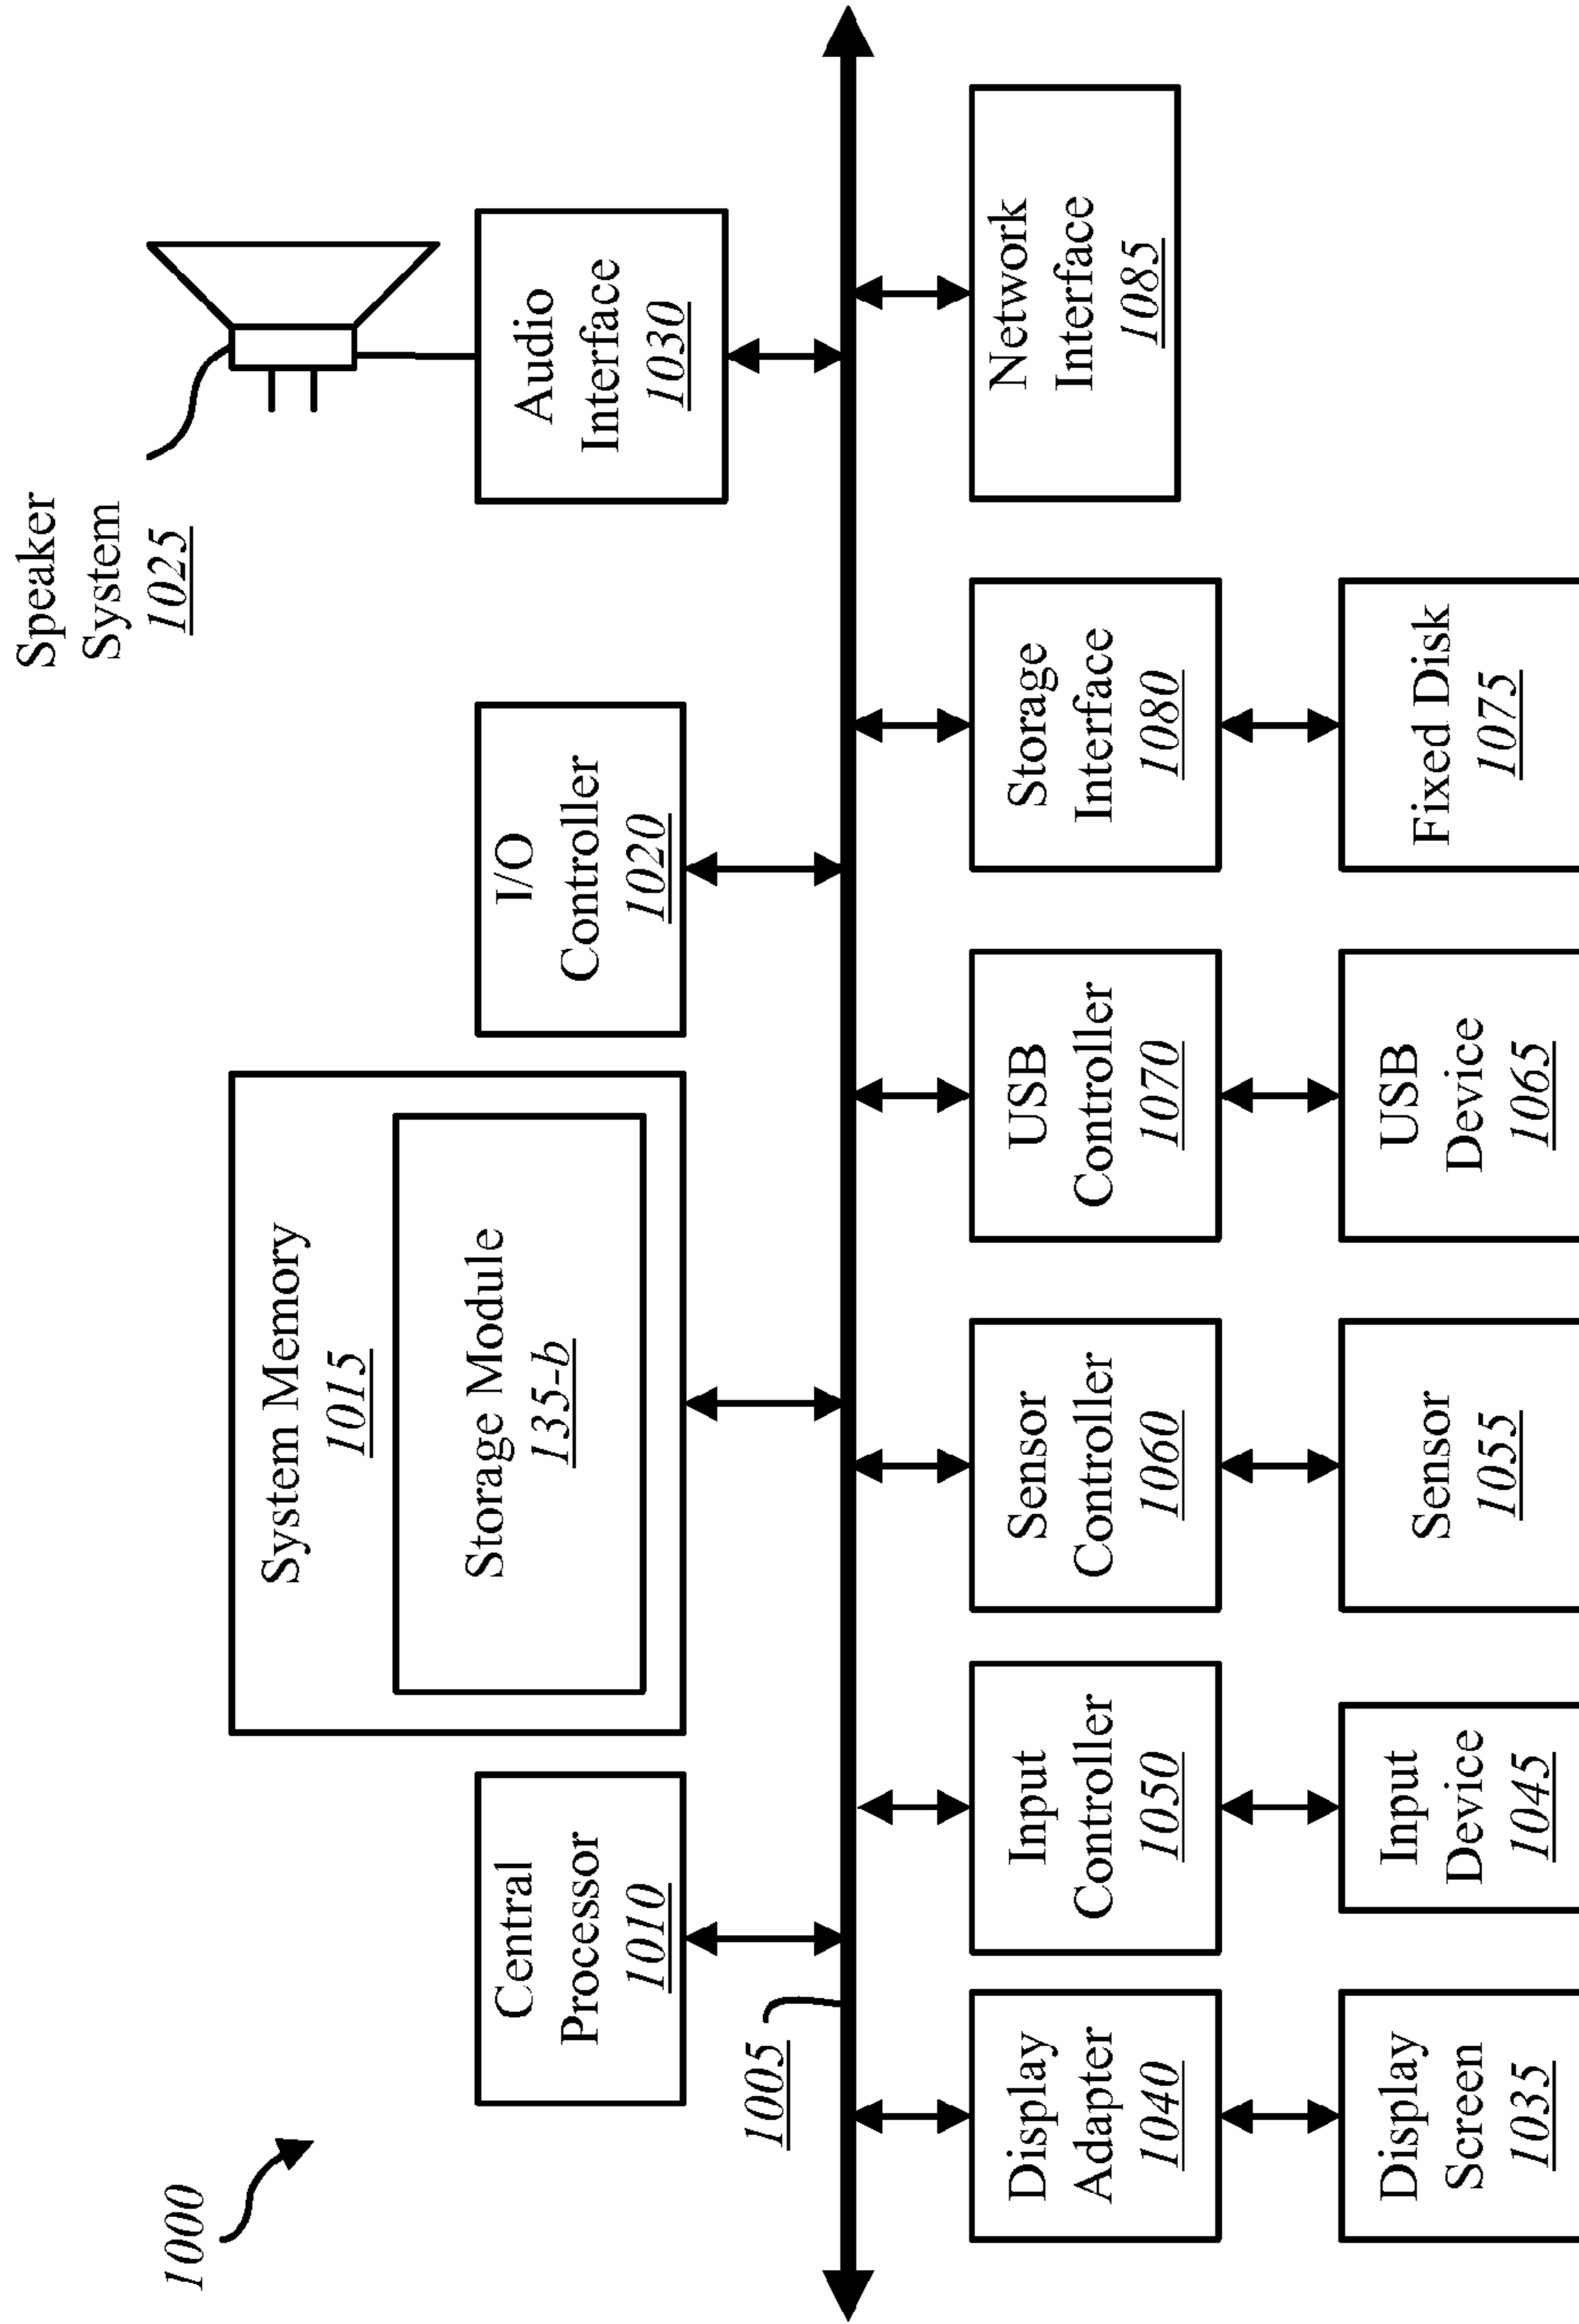 1000
Speaker
System
1025
Central
Processor
1010
System Memory
1015
Storage Module
135-b
I/O
Controller
1020
Audio
Interface
1030
1005
Display
Adapter
1040
Input
Controller
1050
Sensor
Controller
1060
USB
Controller
1070
Storage
Interface
1080
Network
Interface
1085
Display
Screen
1035
Input
Device
1045
Sensor
1055
USB
Device
1065
Fixed Disk
1075